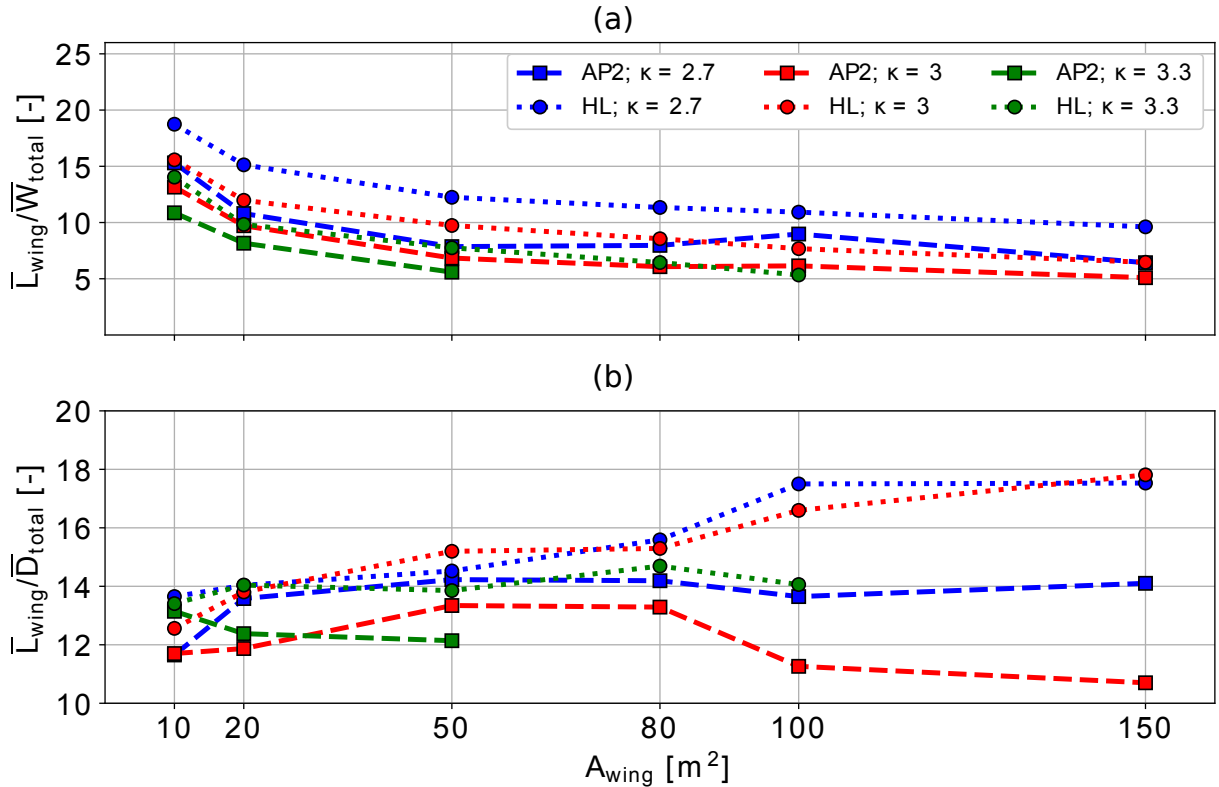 (a)
25
20
15
10
5
L̅wing/W̅total [-]
AP2; κ = 2.7 AP2; κ = 3 AP2; κ = 3.3
HL; κ = 2.7 HL; κ = 3 HL; κ = 3.3
(b)
20
18
16
14
12
10
L̅wing/D̅total [-]
10 20 50 80 100 150
Awing [m²]